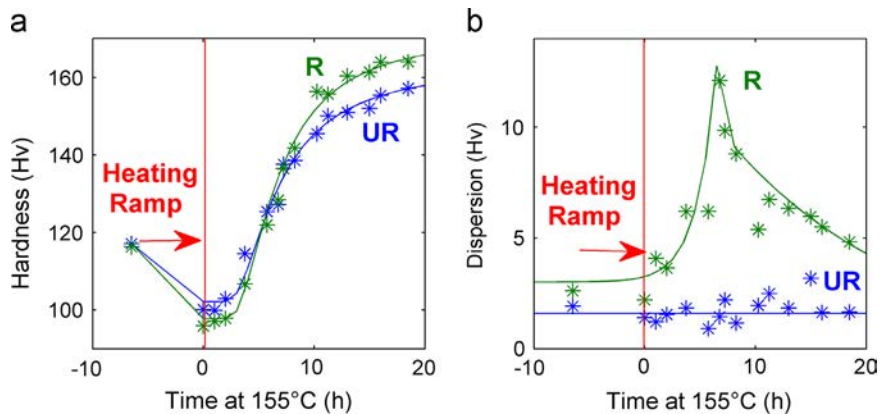 a
160
140
120
100
Hardness (Hv)
R
UR
Heating
Ramp
-10
0
10
20
Time at 155°C (h)
b
10
5
0
Dispersion (Hv)
R
UR
Heating
Ramp
-10
0
10
20
Time at 155°C (h)